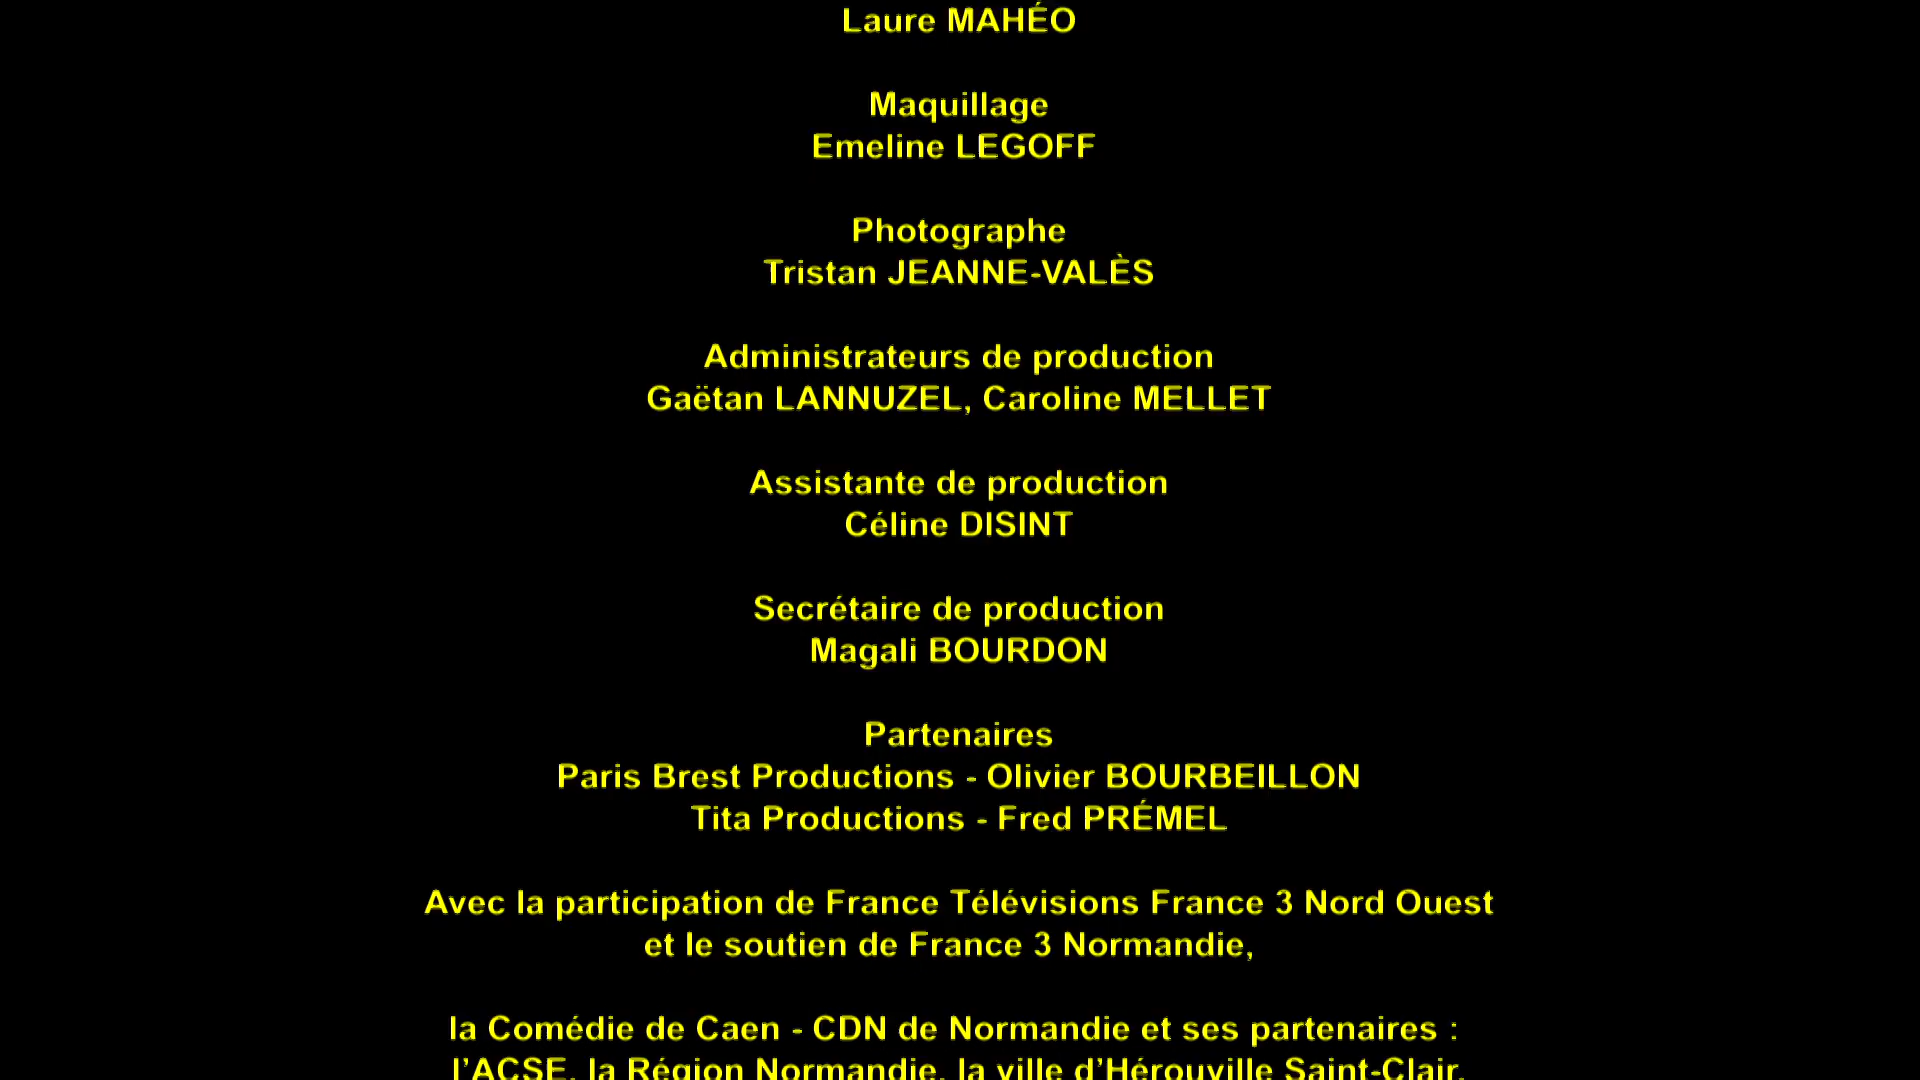 Laure MAHÉO
Maquillage
Emeline LEGOFF
Photographe
Tristan JEANNE-VALÈS
Administrateurs de production
Gaëtan LANNUZEL, Caroline MELLET
Assistante de production
Céline DISINT
Secrétaire de production
Magali BOURDON
Partenaires
Paris Brest Productions - Olivier BOURBEILLON
Tita Productions - Fred PRÉMEL
Avec la participation de France Télévisions France 3 Nord Ouest
et le soutien de France 3 Normandie,
la Comédie de Caen - CDN de Normandie et ses partenaires :
l’ACSE, la Région Normandie, la ville d’Hérouville Saint-Clair,